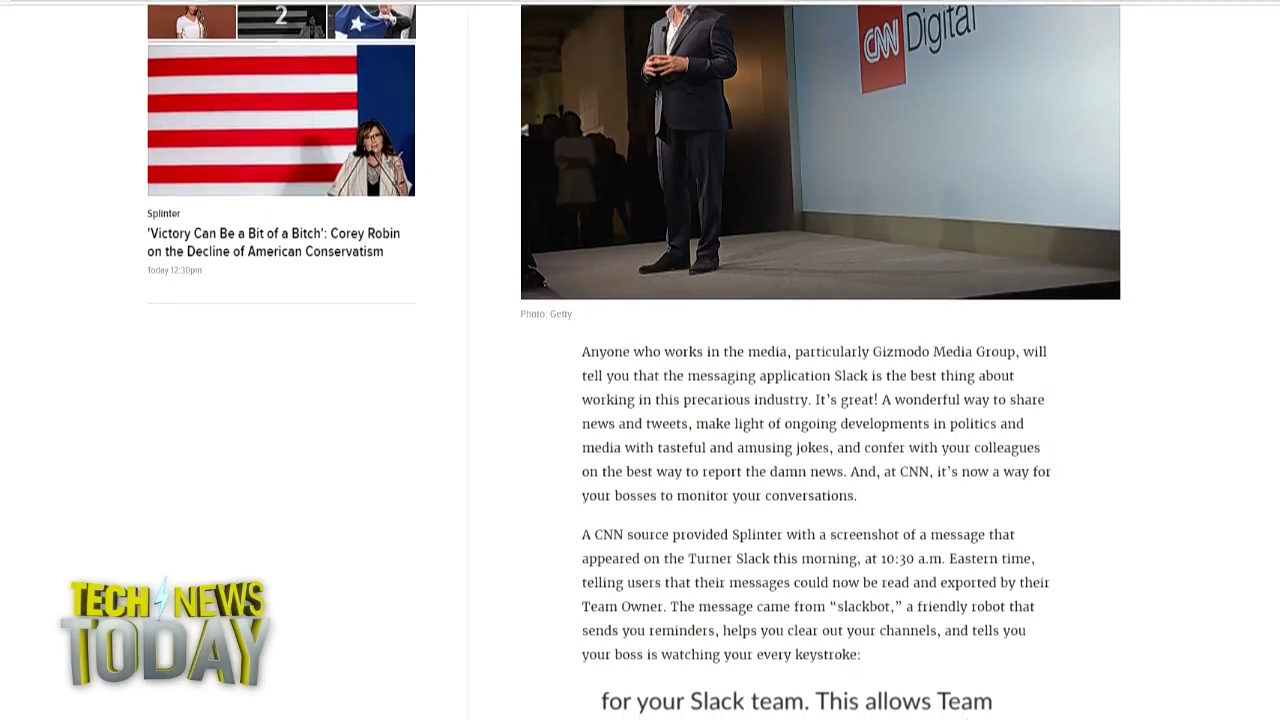 2
CNN Digital
Splinter
'Victory Can Be a Bit of a Bitch': Corey Robin
on the Decline of American Conservatism
Today 12:30pm
Photo: Getty
Anyone who works in the media, particularly Gizmodo Media Group, will
tell you that the messaging application Slack is the best thing about
working in this precarious industry. It's great! A wonderful way to share
news and tweets, make light of ongoing developments in politics and
media with tasteful and amusing jokes, and confer with your colleagues
on the best way to report the damn news. And, at CNN, it's now a way for
your bosses to monitor your conversations.
A CNN source provided Splinter with a screenshot of a message that
appeared on the Turner Slack this morning, at 10:30 a.m. Eastern time,
telling users that their messages could now be read and exported by their
Team Owner. The message came from “slackbot,” a friendly robot that
sends you reminders, helps you clear out your channels, and tells you
your boss is watching your every keystroke:
for your Slack team. This allows Team
TECH NEWS
TODAY